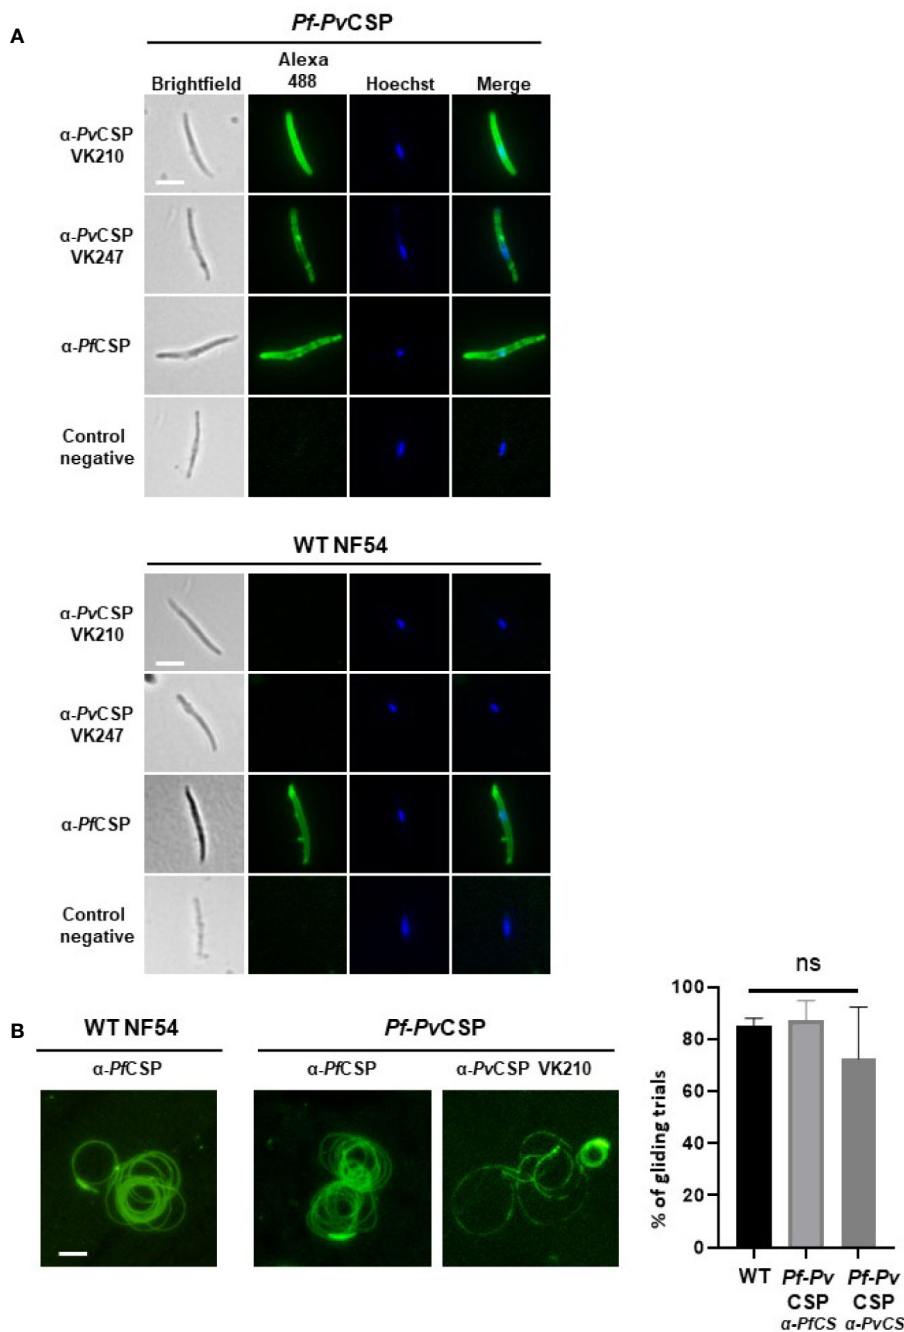 A
Pf-PvCSP
Brightfield
Alexa
488
Hoechst
Merge
α-PvCSP
VK210
α-PvCSP
VK247
α-PfCSP
Control
negative
WT NF54
α-PvCSP
VK210
α-PvCSP
VK247
α-PfCSP
Control
negative
B
WT NF54
α-PfCSP
Pf-PvCSP
α-PfCSP
α-PvCSP VK210
ns
% of gliding trials
100
80
60
40
20
0
WT
Pf-Pv
CSP
α-PfCS
Pf-Pv
CSP
α-PvCS